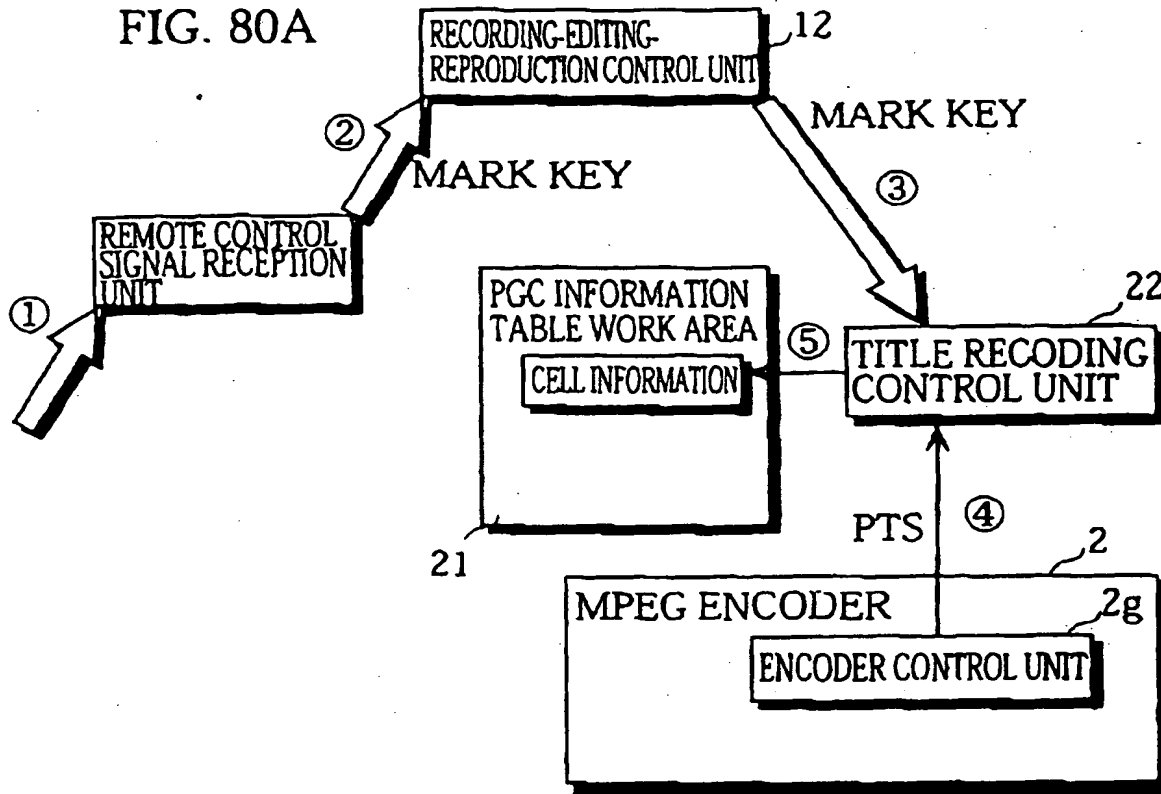 FIG. 80A
RECORDING-EDITING-
REPRODUCTION CONTROL UNIT
12
②
MARK KEY
MARK KEY
③
REMOTE CONTROL
SIGNAL RECEPTION
UNIT
①
PGC INFORMATION
TABLE WORK AREA
CELL INFORMATION
⑤
22
TITLE RECODING
CONTROL UNIT
21
PTS
④
2
MPEG ENCODER
2g
ENCODER CONTROL UNIT